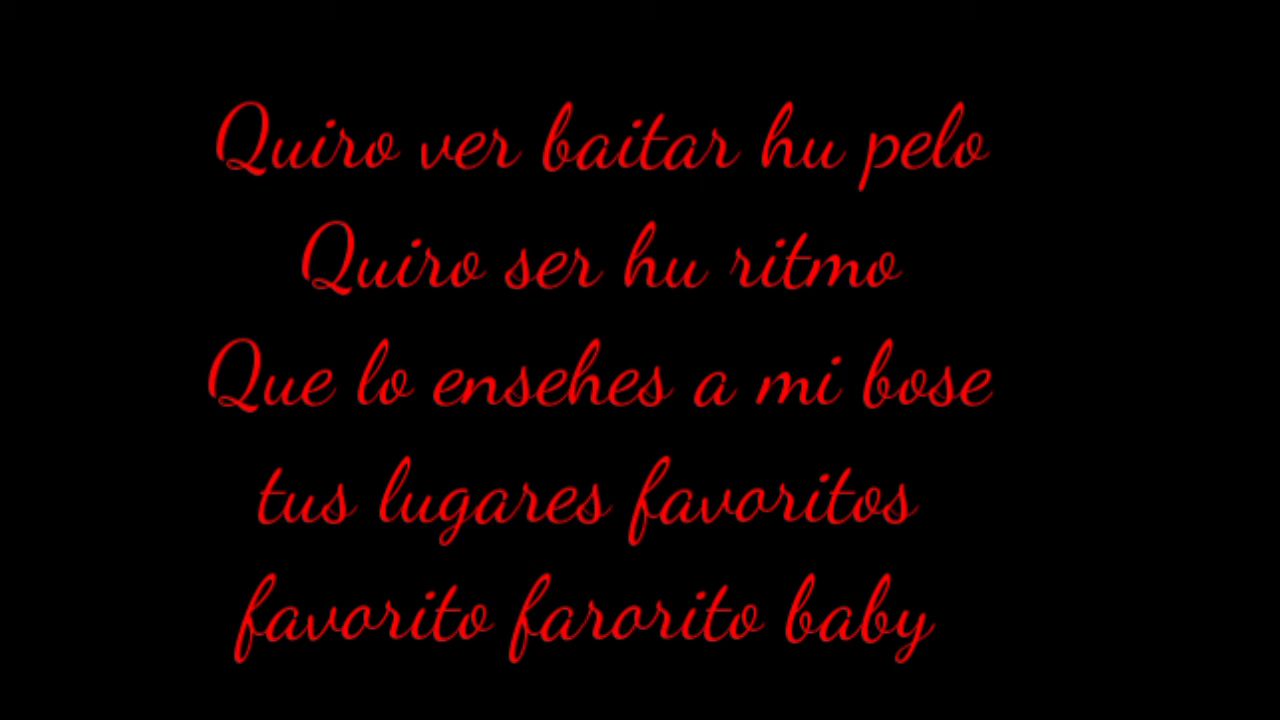 Quiro ver baitar hu pelo
Quiro ser hu ritmo
Que lo ensehes a mi bose
tus lugares favoritos
favorito farorito baby